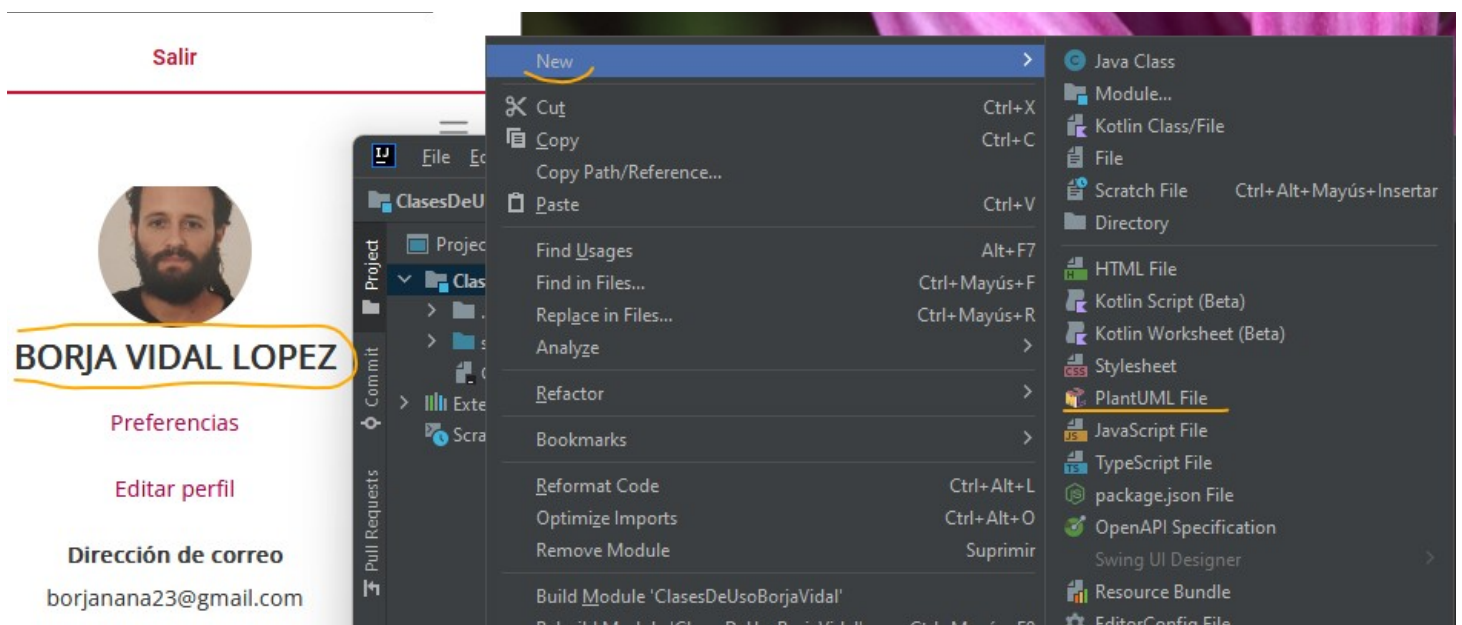 Salir
BORJA VIDAL LOPEZ
Preferencias
Editar perfil
Dirección de correo
borjanana23@gmail.com
IJ File Ed
ClasesDeU
Project
Commit
Pull Requests
Projec
Clas
Exte
Scra
New
Cut Ctrl+X
Copy Ctrl+C
Copy Path/Reference...
Paste Ctrl+V
Find Usages Alt+F7
Find in Files... Ctrl+Mayús+F
Replace in Files... Ctrl+Mayús+R
Analyze
Refactor
Bookmarks
Reformat Code Ctrl+Alt+L
Optimize Imports Ctrl+Alt+O
Remove Module Suprimir
Build Module 'ClasesDeUsoBorjaVidal'
Java Class
Module...
Kotlin Class/File
File
Scratch File Ctrl+Alt+Mayús+Insertar
Directory
HTML File
Kotlin Script (Beta)
Kotlin Worksheet (Beta)
Stylesheet
PlantUML File
JavaScript File
TypeScript File
package.json File
OpenAPI Specification
Swing UI Designer
Resource Bundle
EditorConfig File